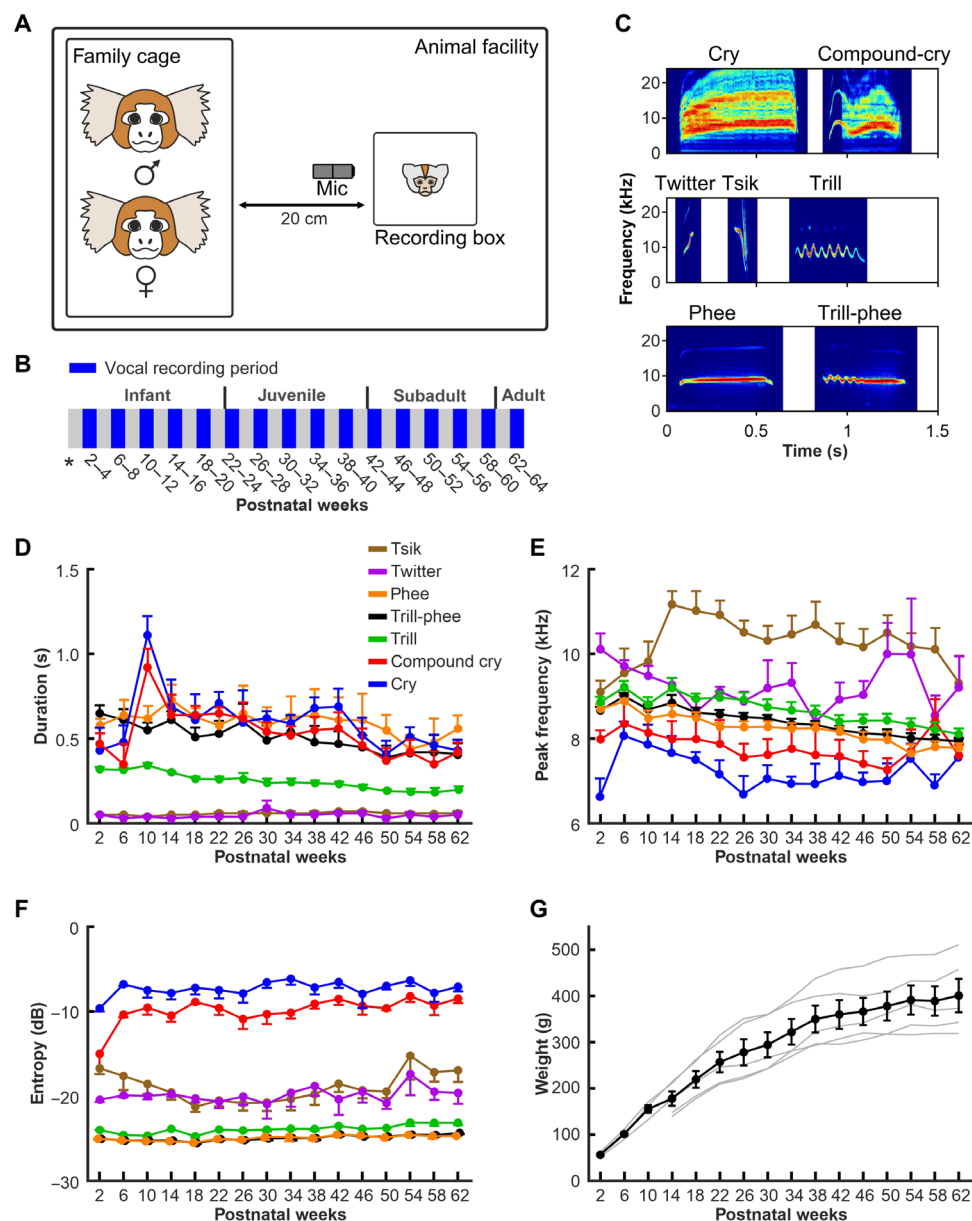 A
Family cage
Animal facility
♂
♀
Mic
20 cm
Recording box
B
Vocal recording period
Infant Juvenile Subadult Adult
* 2–4 6–8 10–12 14–16 18–20 22–24 26–28 30–32 34–36 38–40 42–44 46–48 50–52 54–56 58–60 62–64
Postnatal weeks
C
Cry Compound-cry
20
10
0
Twitter Tsik Trill
20
10
0
Phee Trill-phee
20
10
0
0 0.5 1 1.5
Frequency (kHz)
Time (s)
D
Tsik
Twitter
Phee
Trill-phee
Trill
Compound cry
Cry
1.5
1.0
0.5
0
Duration (s)
2 6 10 14 18 22 26 30 34 38 42 46 50 54 58 62
Postnatal weeks
E
12
10
8
6
Peak frequency (kHz)
2 6 10 14 18 22 26 30 34 38 42 46 50 54 58 62
Postnatal weeks
F
0
−10
−20
−30
Entropy (dB)
2 6 10 14 18 22 26 30 34 38 42 46 50 54 58 62
Postnatal weeks
G
500
400
300
200
100
0
Weight (g)
2 6 10 14 18 22 26 30 34 38 42 46 50 54 58 62
Postnatal weeks